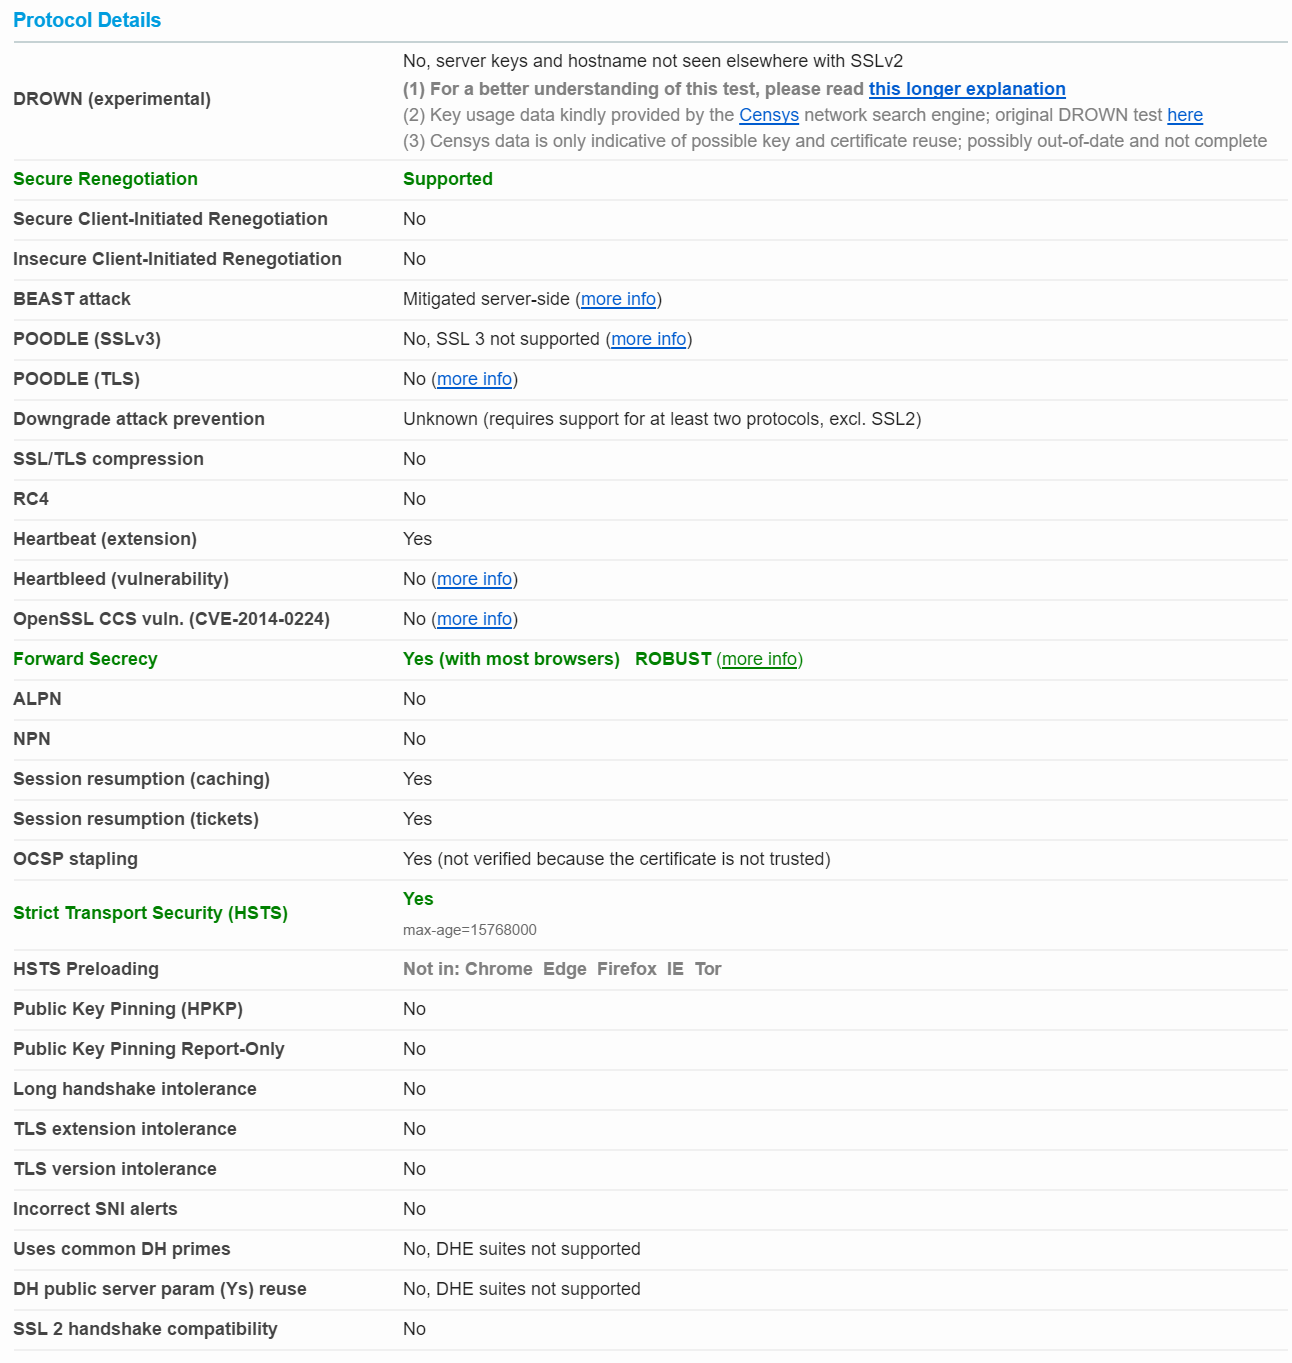 Protocol Details
DROWN (experimental)
No, server keys and hostname not seen elsewhere with SSLv2
(1) For a better understanding of this test, please read this longer explanation
(2) Key usage data kindly provided by the Censys network search engine; original DROWN test here
(3) Censys data is only indicative of possible key and certificate reuse; possibly out-of-date and not complete
Secure Renegotiation Supported
Secure Client-Initiated Renegotiation No
Insecure Client-Initiated Renegotiation No
BEAST attack Mitigated server-side (more info)
POODLE (SSLv3) No, SSL 3 not supported (more info)
POODLE (TLS) No (more info)
Downgrade attack prevention Unknown (requires support for at least two protocols, excl. SSL2)
SSL/TLS compression No
RC4 No
Heartbeat (extension) Yes
Heartbleed (vulnerability) No (more info)
OpenSSL CCS vuln. (CVE-2014-0224) No (more info)
Forward Secrecy Yes (with most browsers) ROBUST (more info)
ALPN No
NPN No
Session resumption (caching) Yes
Session resumption (tickets) Yes
OCSP stapling Yes (not verified because the certificate is not trusted)
Strict Transport Security (HSTS) Yes
max-age=15768000
HSTS Preloading Not in: Chrome Edge Firefox IE Tor
Public Key Pinning (HPKP) No
Public Key Pinning Report-Only No
Long handshake intolerance No
TLS extension intolerance No
TLS version intolerance No
Incorrect SNI alerts No
Uses common DH primes No, DHE suites not supported
DH public server param (Ys) reuse No, DHE suites not supported
SSL 2 handshake compatibility No